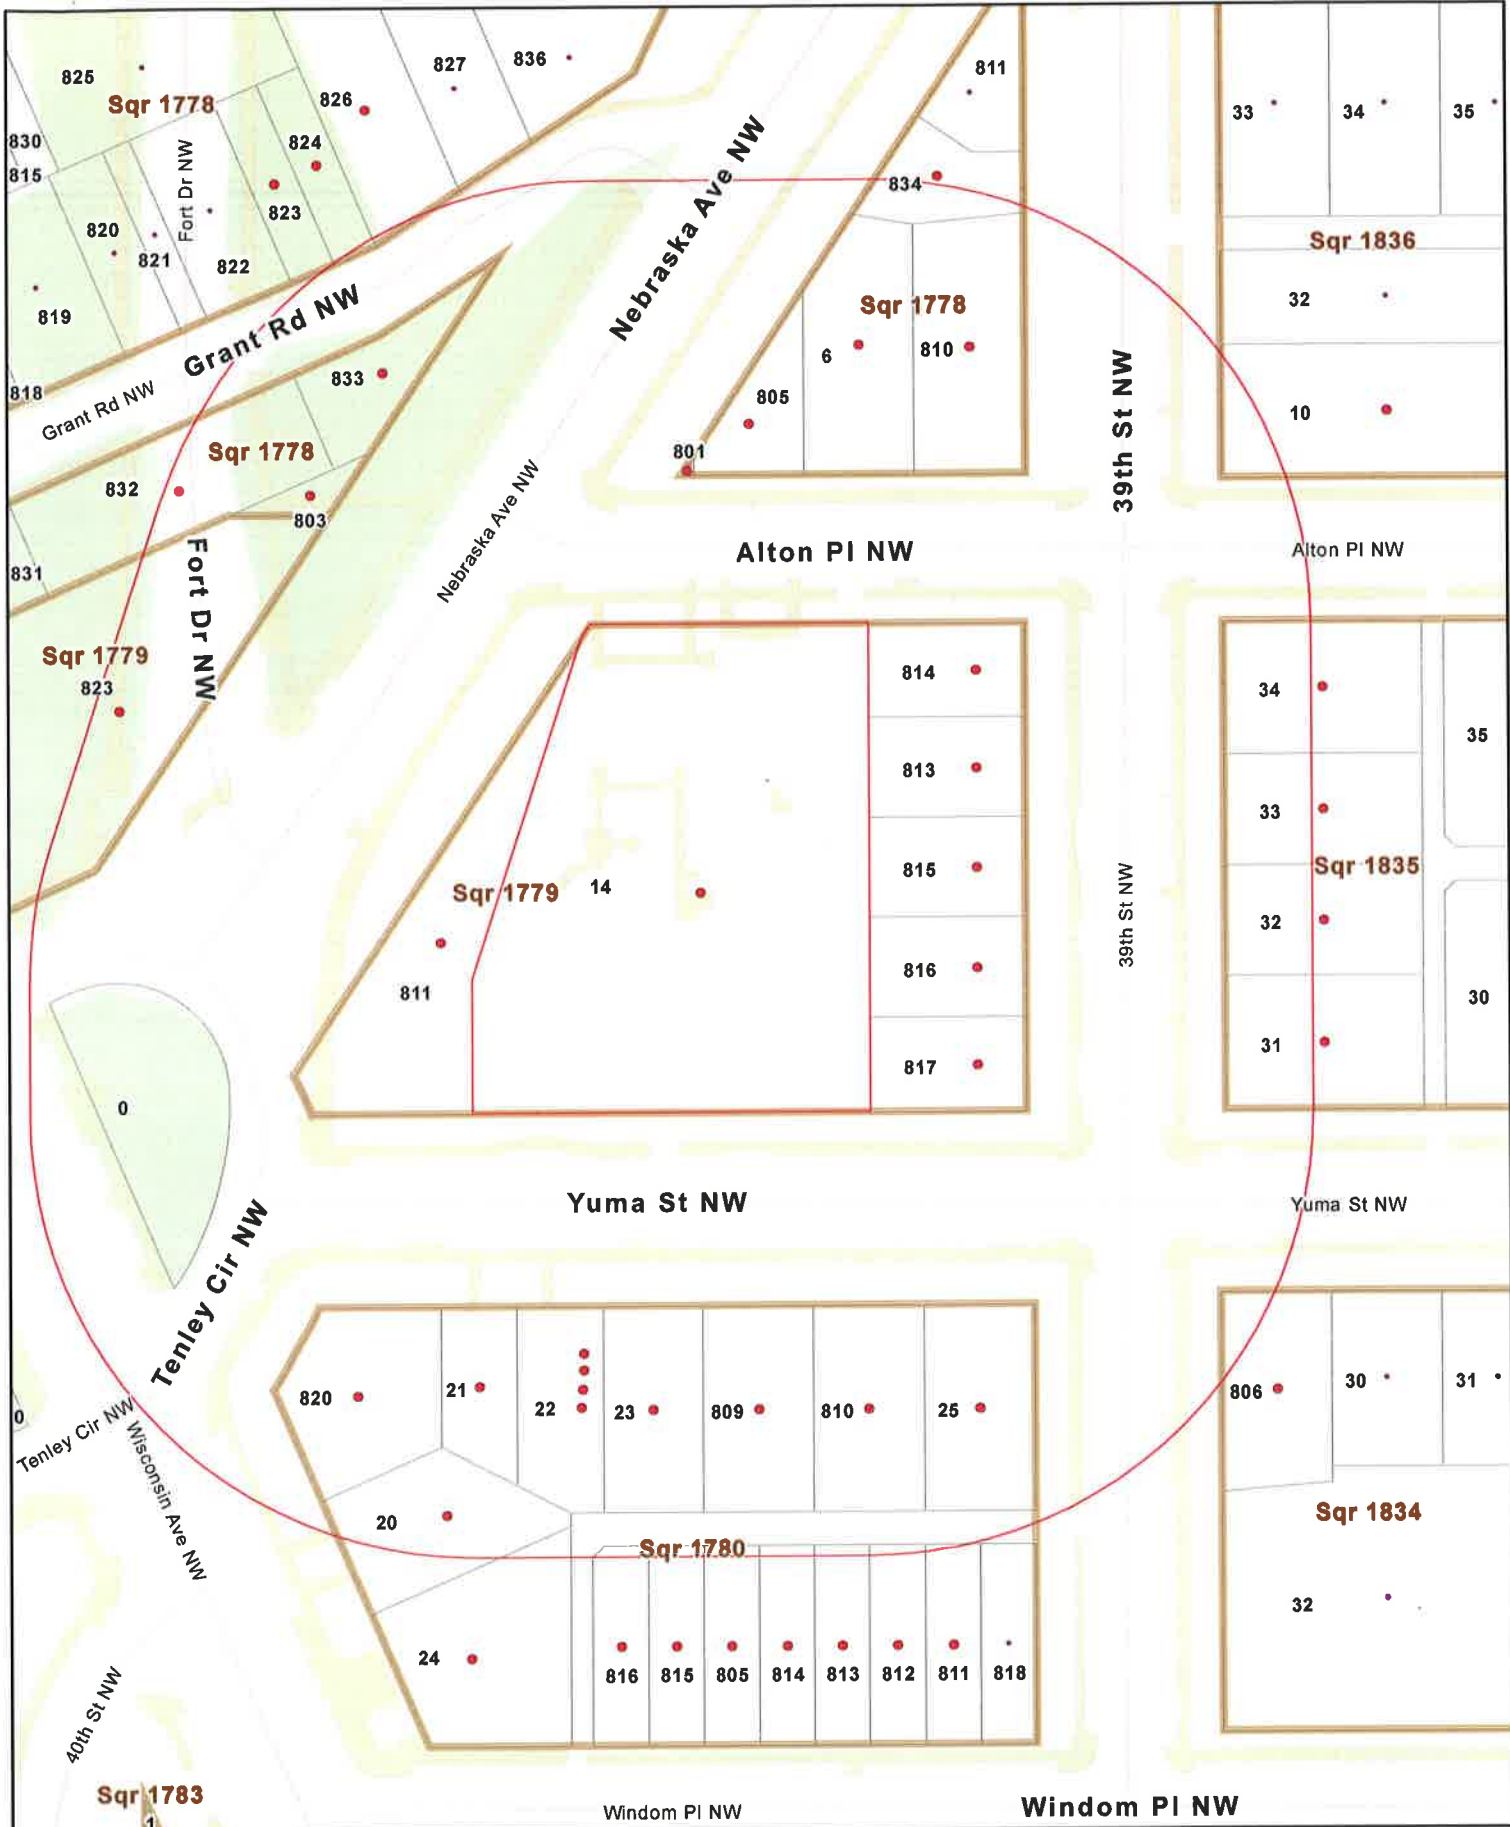 825
827
836
811
Sqr 1778
826
33
34
35
830
824
815
Fort Dr NW
834
823
820
821
822
Nebraska Ave NW
Sqr 1836
819
32
Sqr 1778
Grant Rd NW
6
810
818
833
805
39th St NW
10
Grant Rd NW
Sqr 1778
801
832
803
Nebraska Ave NW
Alton Pl NW
Alton Pl NW
831
Fort Dr NW
Sqr 1779
823
814
34
35
813
33
815
Sqr 1835
Sqr 1779
14
39th St NW
32
816
811
30
31
817
0
Yuma St NW
Yuma St NW
Tenley Cir NW
820
21
22
23
809
810
25
806
30
31
0
Tenley Cir NW
Wisconsin Ave NW
20
Sqr 1780
Sqr 1834
32
24
816
815
805
814
813
812
811
818
40th St NW
Sqr 1783
1
Windom Pl NW
Windom Pl NW